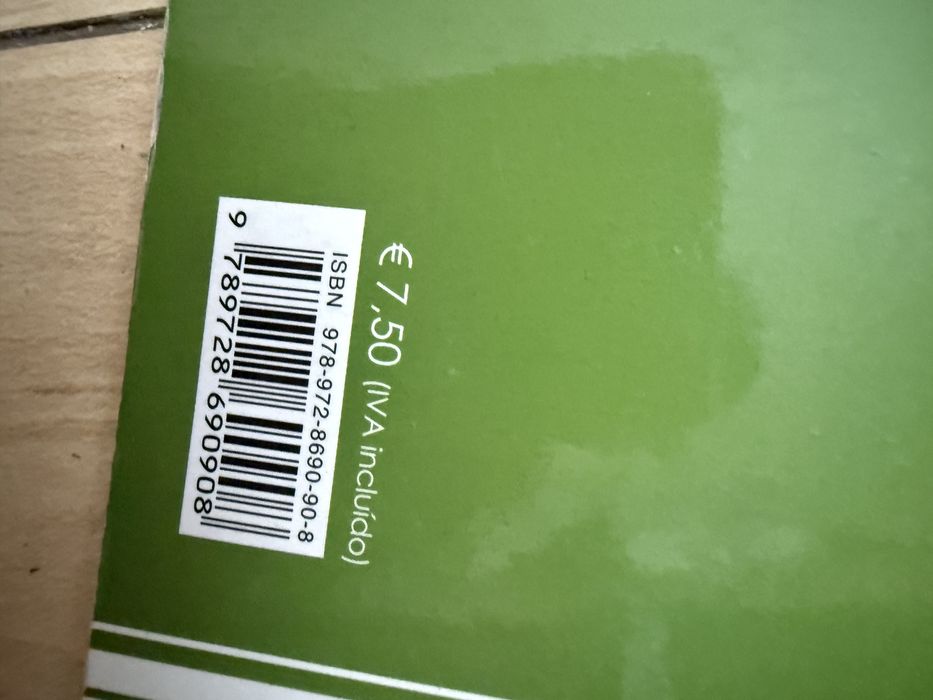 € 7,50 (IVA incluído)
ISBN 978-972-8690-90-8
9 789728 690908